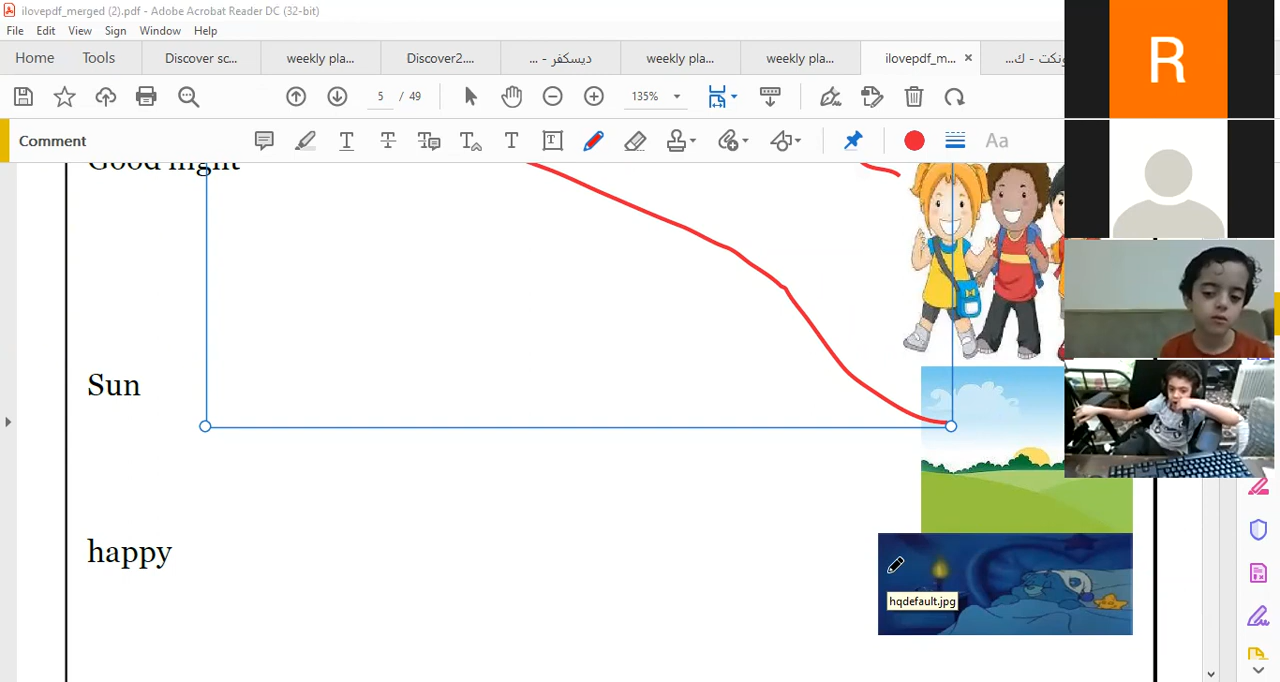 ilovepdf_merged (2).pdf - Adobe Acrobat Reader DC (32-bit)
File Edit View Sign Window Help
Home Tools Discover sc... weekly pla... Discover2.... ديسكفر - ... weekly pla... weekly pla... ilovepdf_m... ×
5 / 49 135%
Comment T T T T T T Aa
R
Good night
Sun
happy
hqdefault.jpg